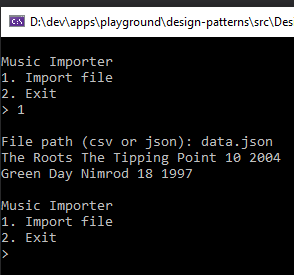 D:\dev\apps\playground\design-patterns\src\Des
Music Importer
1. Import file
2. Exit
> 1
File path (csv or json): data.json
The Roots The Tipping Point 10 2004
Green Day Nimrod 18 1997
Music Importer
1. Import file
2. Exit
>